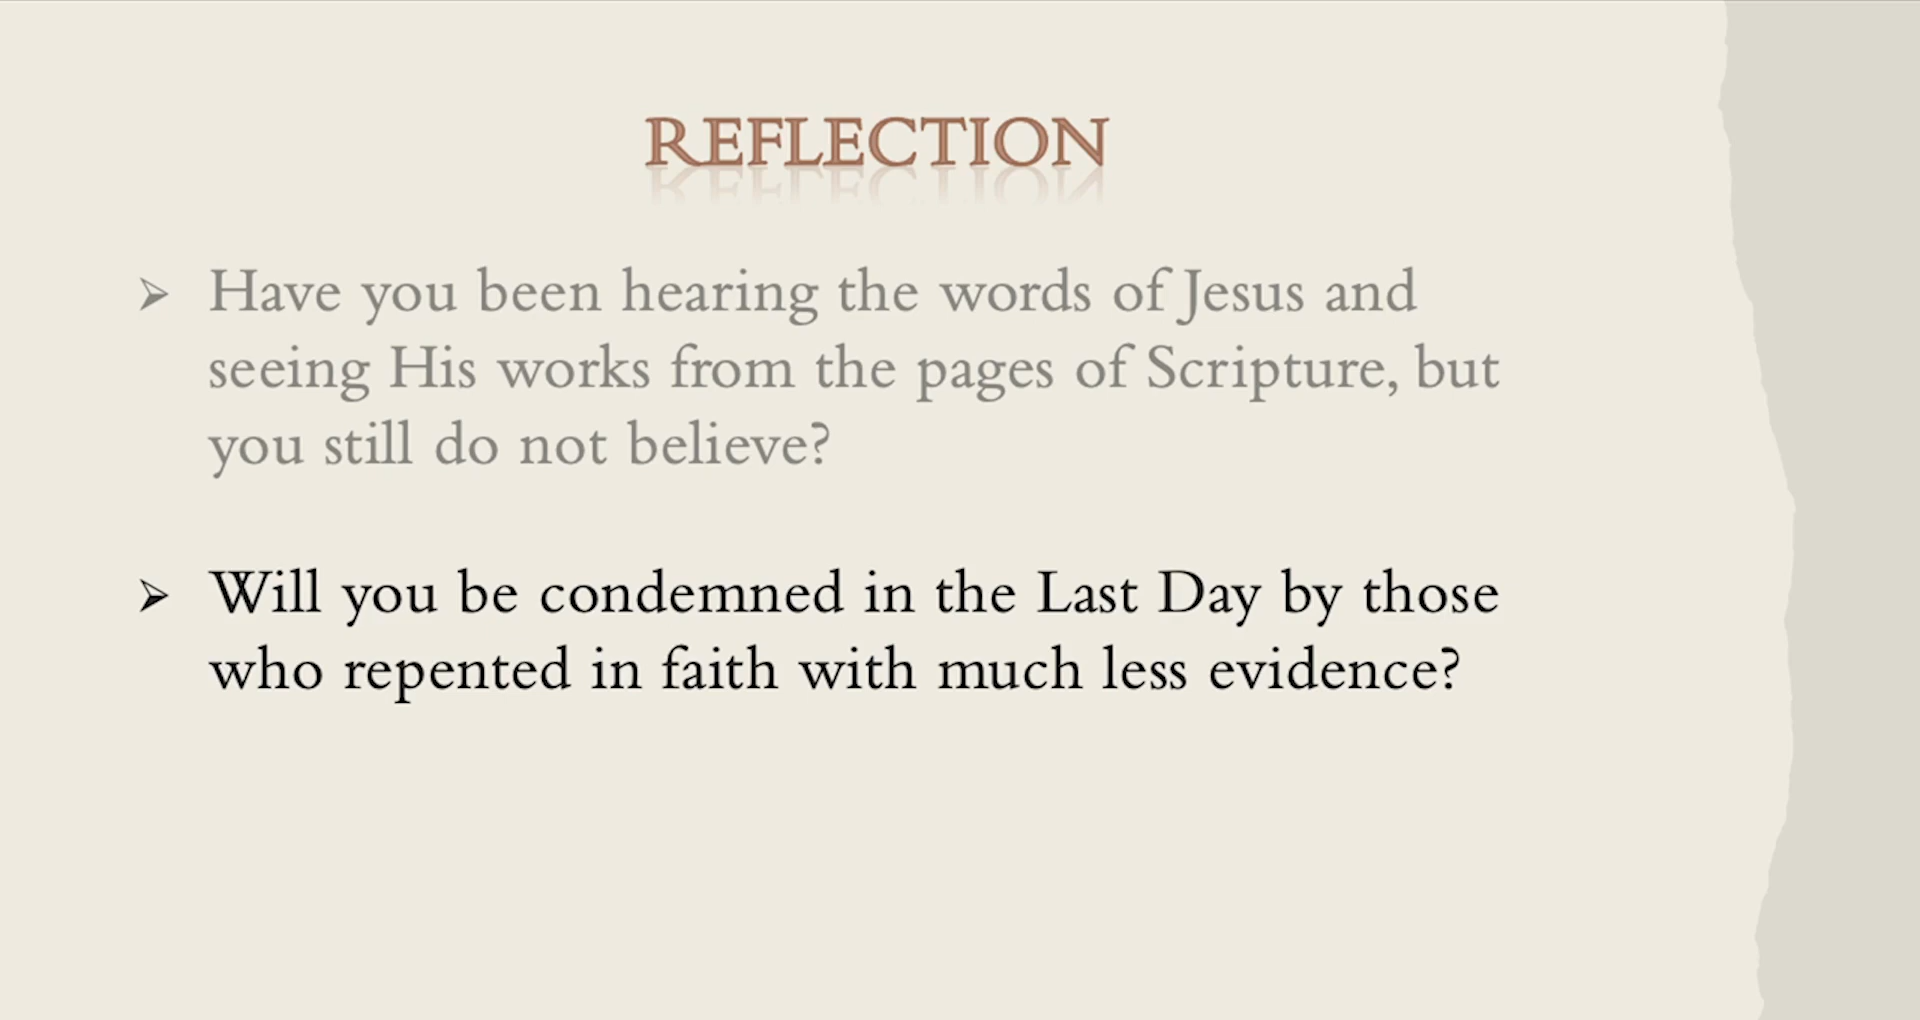 REFLECTION
➢ Have you been hearing the words of Jesus and
seeing His works from the pages of Scripture, but
you still do not believe?
➢ Will you be condemned in the Last Day by those
who repented in faith with much less evidence?